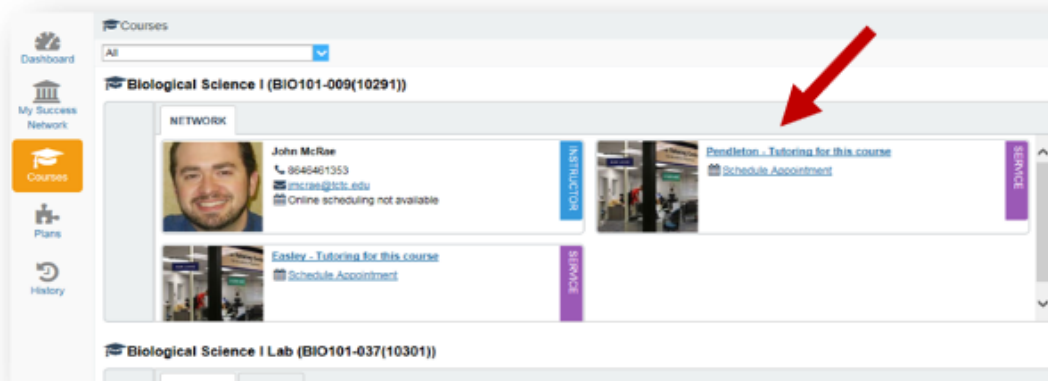 Courses
All
Dashboard
My Success
Network
Courses
Plans
History
Biological Science I (BIO101-009(10291))
NETWORK
John McRae
8646461353
jmcrae@tctc.edu
Online scheduling not available
INSTRUCTOR
Pendleton - Tutoring for this course
Schedule Appointment
SERVICE
Easley - Tutoring for this course
Schedule Appointment
SERVICE
Biological Science I Lab (BIO101-037(10301))